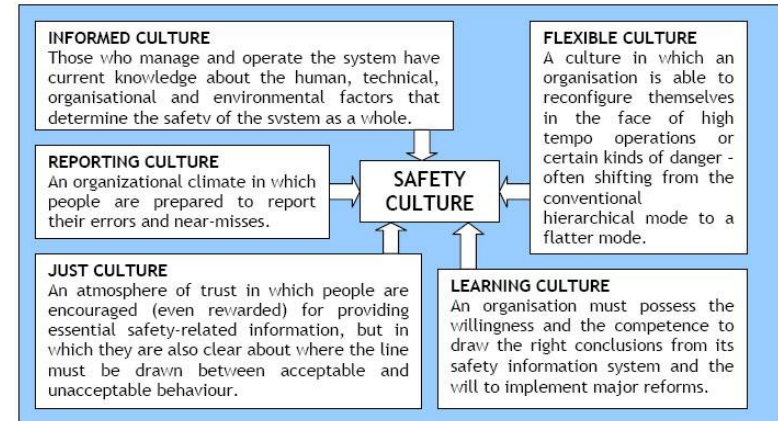 INFORMED CULTURE
Those who manage and operate the system have
current knowledge about the human, technical,
organisational and environmental factors that
determine the safety of the system as a whole.
FLEXIBLE CULTURE
A culture in which an
organisation is able to
reconfigure themselves
in the face of high
tempo operations or
certain kinds of danger -
often shifting from the
conventional
hierarchical mode to a
flatter mode.
REPORTING CULTURE
An organizational climate in which
people are prepared to report
their errors and near-misses.
SAFETY
CULTURE
JUST CULTURE
An atmosphere of trust in which people are
encouraged (even rewarded) for providing
essential safety-related information, but in
which they are also clear about where the line
must be drawn between acceptable and
unacceptable behaviour.
LEARNING CULTURE
An organisation must possess the
willingness and the competence to
draw the right conclusions from its
safety information system and the
will to implement major reforms.